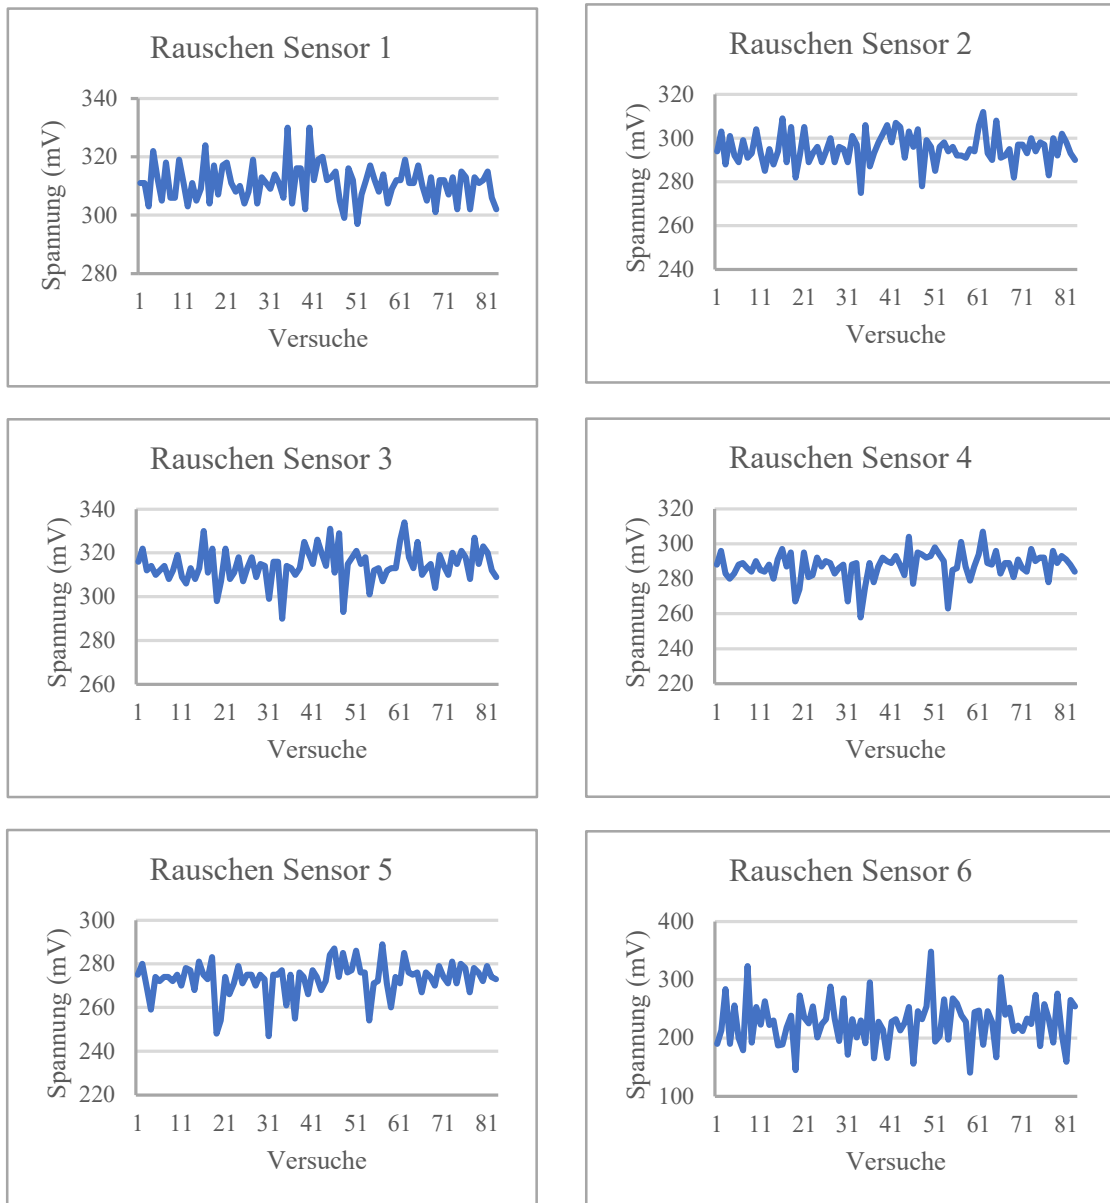 Rauschen Sensor 1
Spannung (mV)
340
320
300
280
1 11 21 31 41 51 61 71 81
Versuche
Rauschen Sensor 2
Spannung (mV)
320
300
280
260
240
1 11 21 31 41 51 61 71 81
Versuche
Rauschen Sensor 3
Spannung (mV)
340
320
300
280
260
1 11 21 31 41 51 61 71 81
Versuche
Rauschen Sensor 4
Spannung (mV)
320
300
280
260
240
220
1 11 21 31 41 51 61 71 81
Versuche
Rauschen Sensor 5
Spannung (mV)
300
280
260
240
220
1 11 21 31 41 51 61 71 81
Versuche
Rauschen Sensor 6
Spannung (mV)
400
300
200
100
1 11 21 31 41 51 61 71 81
Versuche